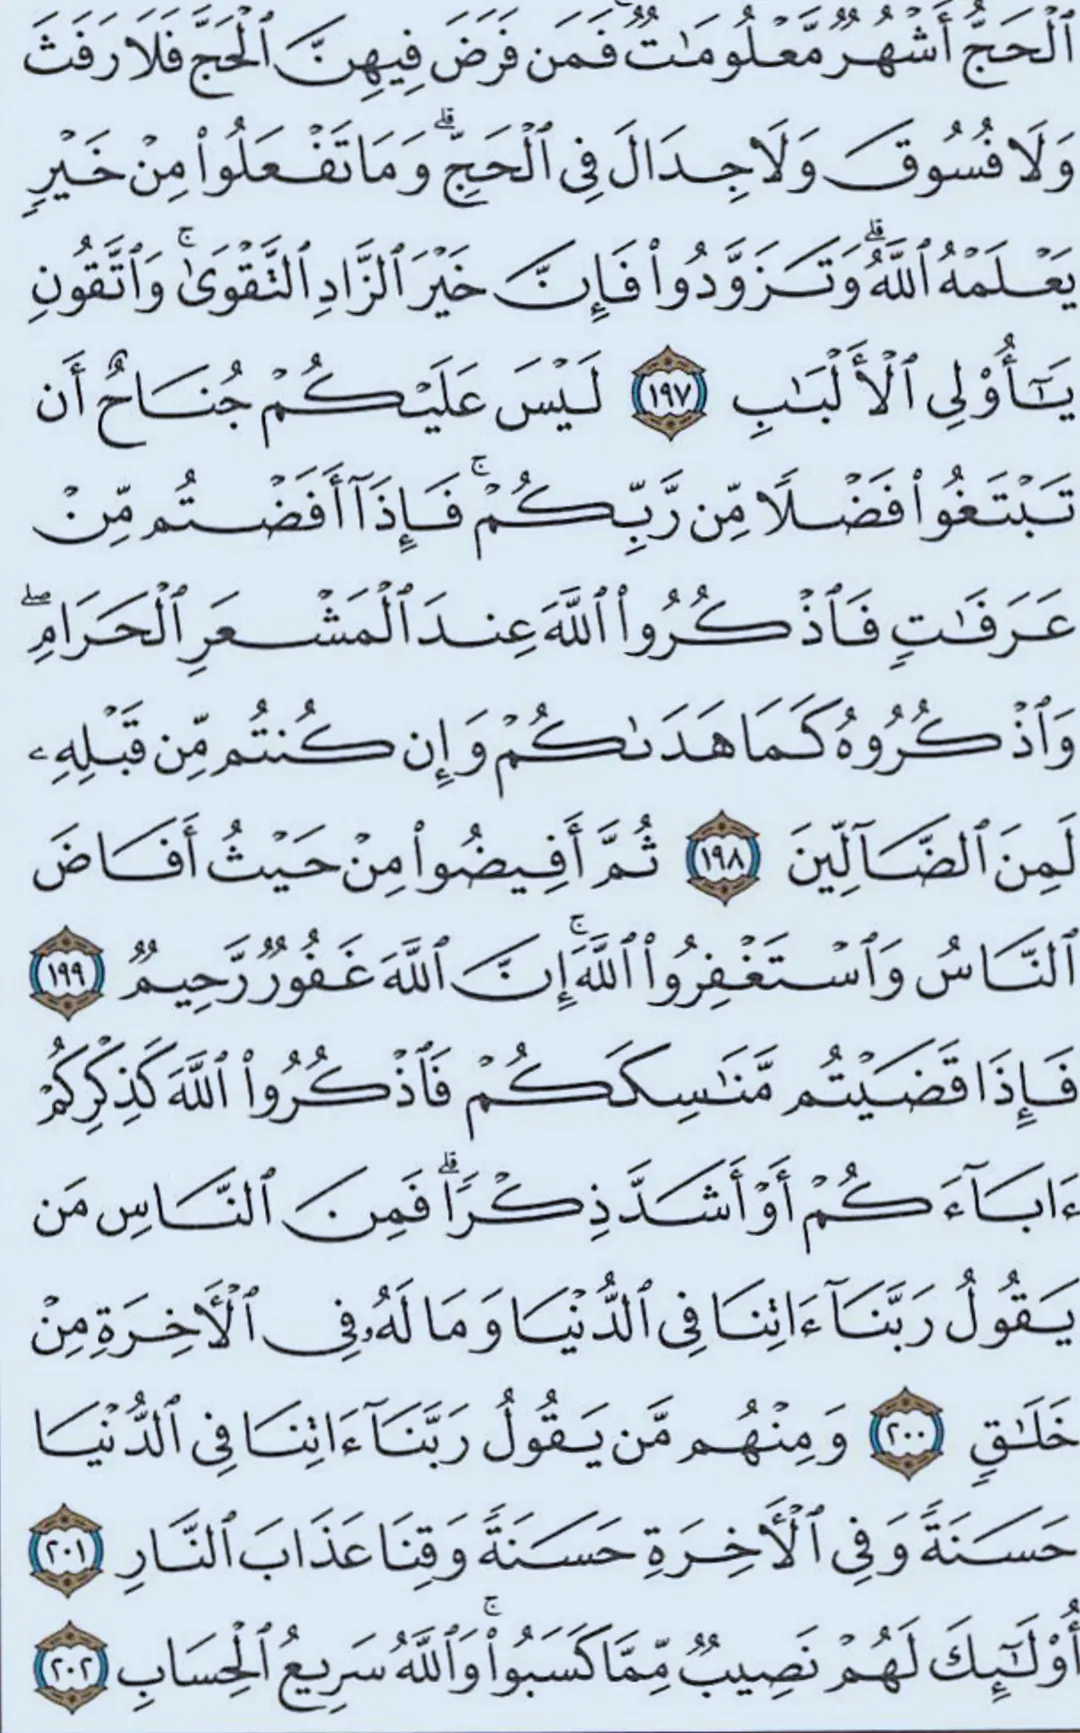 ٱلْحَجُّ أَشْهُرٌ مَّعْلُومَٰتٌ ۚ فَمَن فَرَضَ فِيهِنَّ ٱلْحَجَّ فَلَا رَفَثَ
وَلَا فُسُوقَ وَلَا جِدَالَ فِي ٱلْحَجِّ ۗ وَمَا تَفْعَلُوا۟ مِنْ خَيْرٍ
يَعْلَمْهُ ٱللَّهُ ۗ وَتَزَوَّدُوا۟ فَإِنَّ خَيْرَ ٱلزَّادِ ٱلتَّقْوَىٰ ۚ وَٱتَّقُونِ
يَٰٓأُو۟لِي ٱلْأَلْبَٰبِ ١٩٧ لَيْسَ عَلَيْكُمْ جُنَاحٌ أَن
تَبْتَغُوا۟ فَضْلًا مِّن رَّبِّكُمْ ۚ فَإِذَآ أَفَضْتُم مِّنْ
عَرَفَٰتٍ فَٱذْكُرُوا۟ ٱللَّهَ عِندَ ٱلْمَشْعَرِ ٱلْحَرَامِ ۖ
وَٱذْكُرُوهُ كَمَا هَدَىٰكُمْ وَإِن كُنتُم مِّن قَبْلِهِۦ
لَمِنَ ٱلضَّآلِّينَ ١٩٨ ثُمَّ أَفِيضُوا۟ مِنْ حَيْثُ أَفَاضَ
ٱلنَّاسُ وَٱسْتَغْفِرُوا۟ ٱللَّهَ ۚ إِنَّ ٱللَّهَ غَفُورٌ رَّحِيمٌ ١٩٩
فَإِذَا قَضَيْتُم مَّنَٰسِكَكُمْ فَٱذْكُرُوا۟ ٱللَّهَ كَذِكْرِكُمْ
ءَابَآءَكُمْ أَوْ أَشَدَّ ذِكْرًا ۗ فَمِنَ ٱلنَّاسِ مَن
يَقُولُ رَبَّنَآ ءَاتِنَا فِي ٱلدُّنْيَا وَمَا لَهُۥ فِي ٱلْأَخِرَةِ مِنْ
خَلَٰقٍ ٢٠٠ وَمِنْهُم مَّن يَقُولُ رَبَّنَآ ءَاتِنَا فِي ٱلدُّنْيَا
حَسَنَةً وَفِي ٱلْأَخِرَةِ حَسَنَةً وَقِنَا عَذَابَ ٱلنَّارِ ٢٠١
أُو۟لَٰٓئِكَ لَهُمْ نَصِيبٌ مِّمَّا كَسَبُوا۟ ۚ وَٱللَّهُ سَرِيعُ ٱلْحِسَابِ ٢٠٢